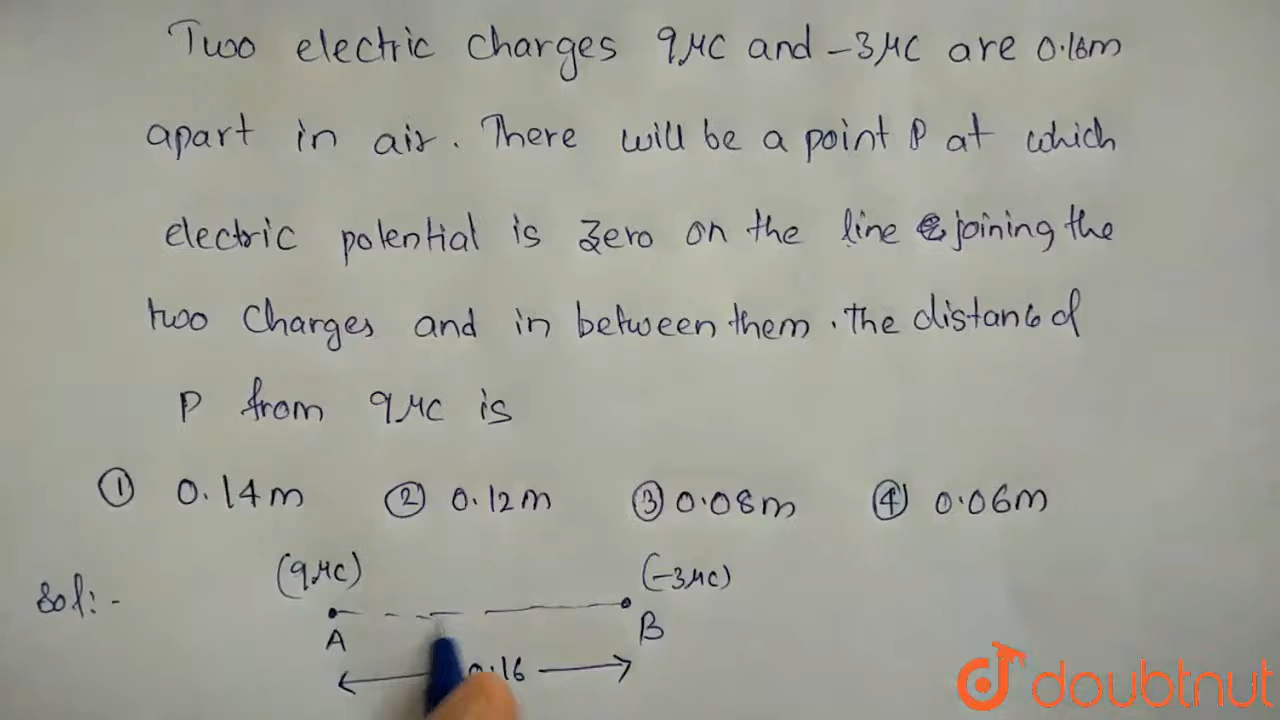 Two electric charges 9μC and -3μC are 0.16m
apart in air. There will be a point P at which
electric potential is zero on the line joining the
two charges and in between them. the distance of
P from 9μC is
① 0.14m ② 0.12m ③ 0.08m ④ 0.06m
Sol:-
(9μC) (-3μC)
A B
0.16
doubtnut